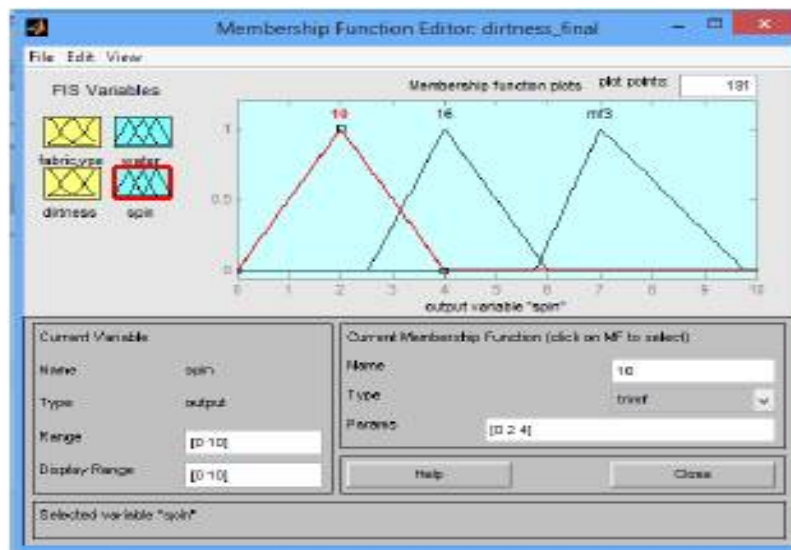 Membership Function Editor: dirtness_final
File Edit View
FIS Variables
Membership function plots plot points: 181
fabrictype water
dirtness spin
10 16 mf3
1
0.5
0
0 1 2 3 4 5 6 7 8 9 10
output variable "spin"
Current Variable
Name spin
Type output
Range [0 10]
Display Range [0 10]
Current Membership Function (click on MF to select)
Name 10
Type trimf
Params [0 2 4]
Help Close
Selected variable "spin"